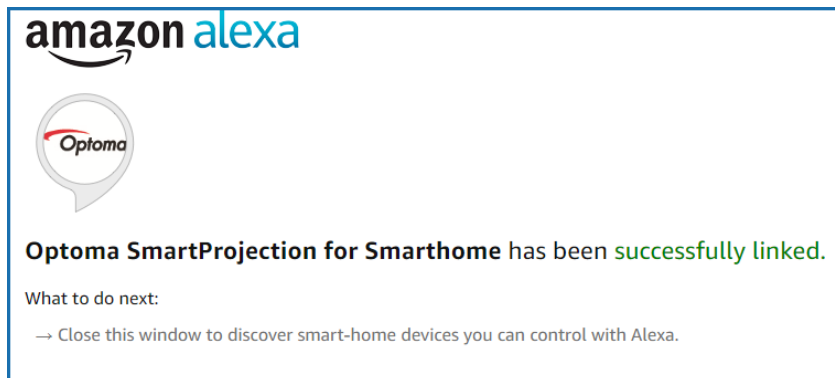 amazon alexa
Optoma
Optoma SmartProjection for Smarthome has been successfully linked.
What to do next:
→ Close this window to discover smart-home devices you can control with Alexa.